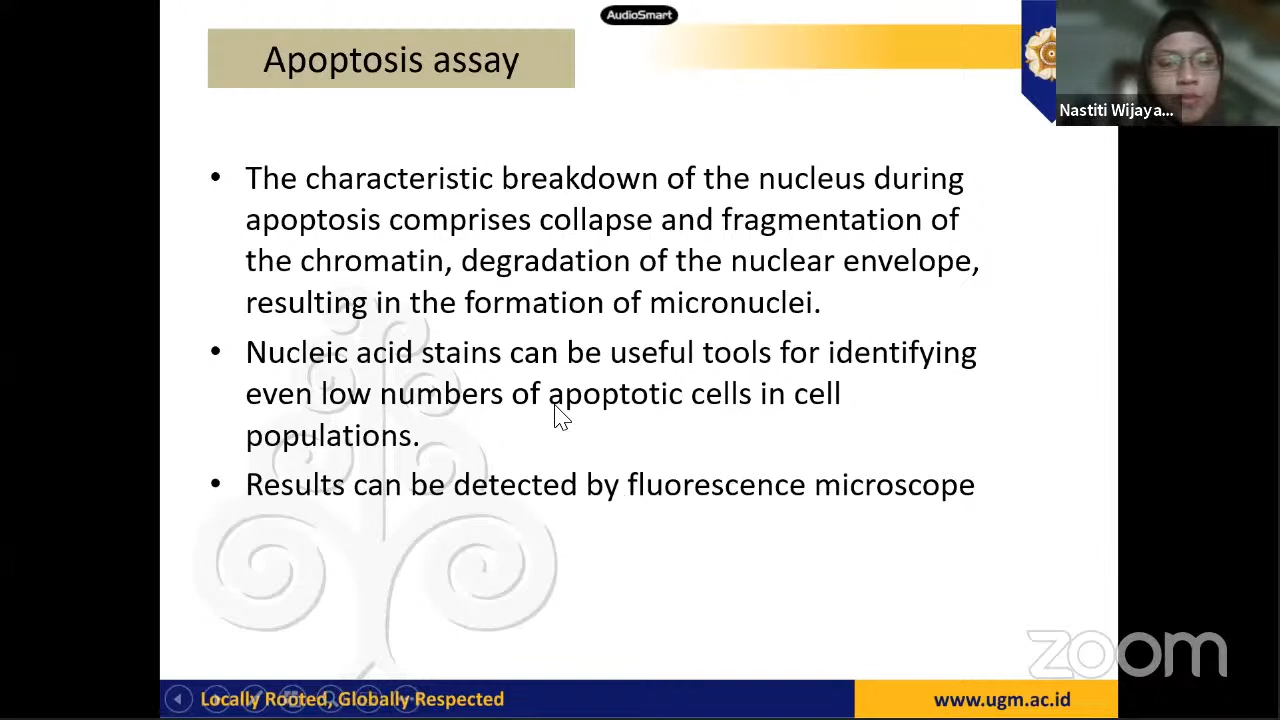 AudioSmart
Apoptosis assay
Nastiti Wijaya...
• The characteristic breakdown of the nucleus during
apoptosis comprises collapse and fragmentation of
the chromatin, degradation of the nuclear envelope,
resulting in the formation of micronuclei.
• Nucleic acid stains can be useful tools for identifying
even low numbers of apoptotic cells in cell
populations.
• Results can be detected by fluorescence microscope
zoom
Locally Rooted, Globally Respected
www.ugm.ac.id